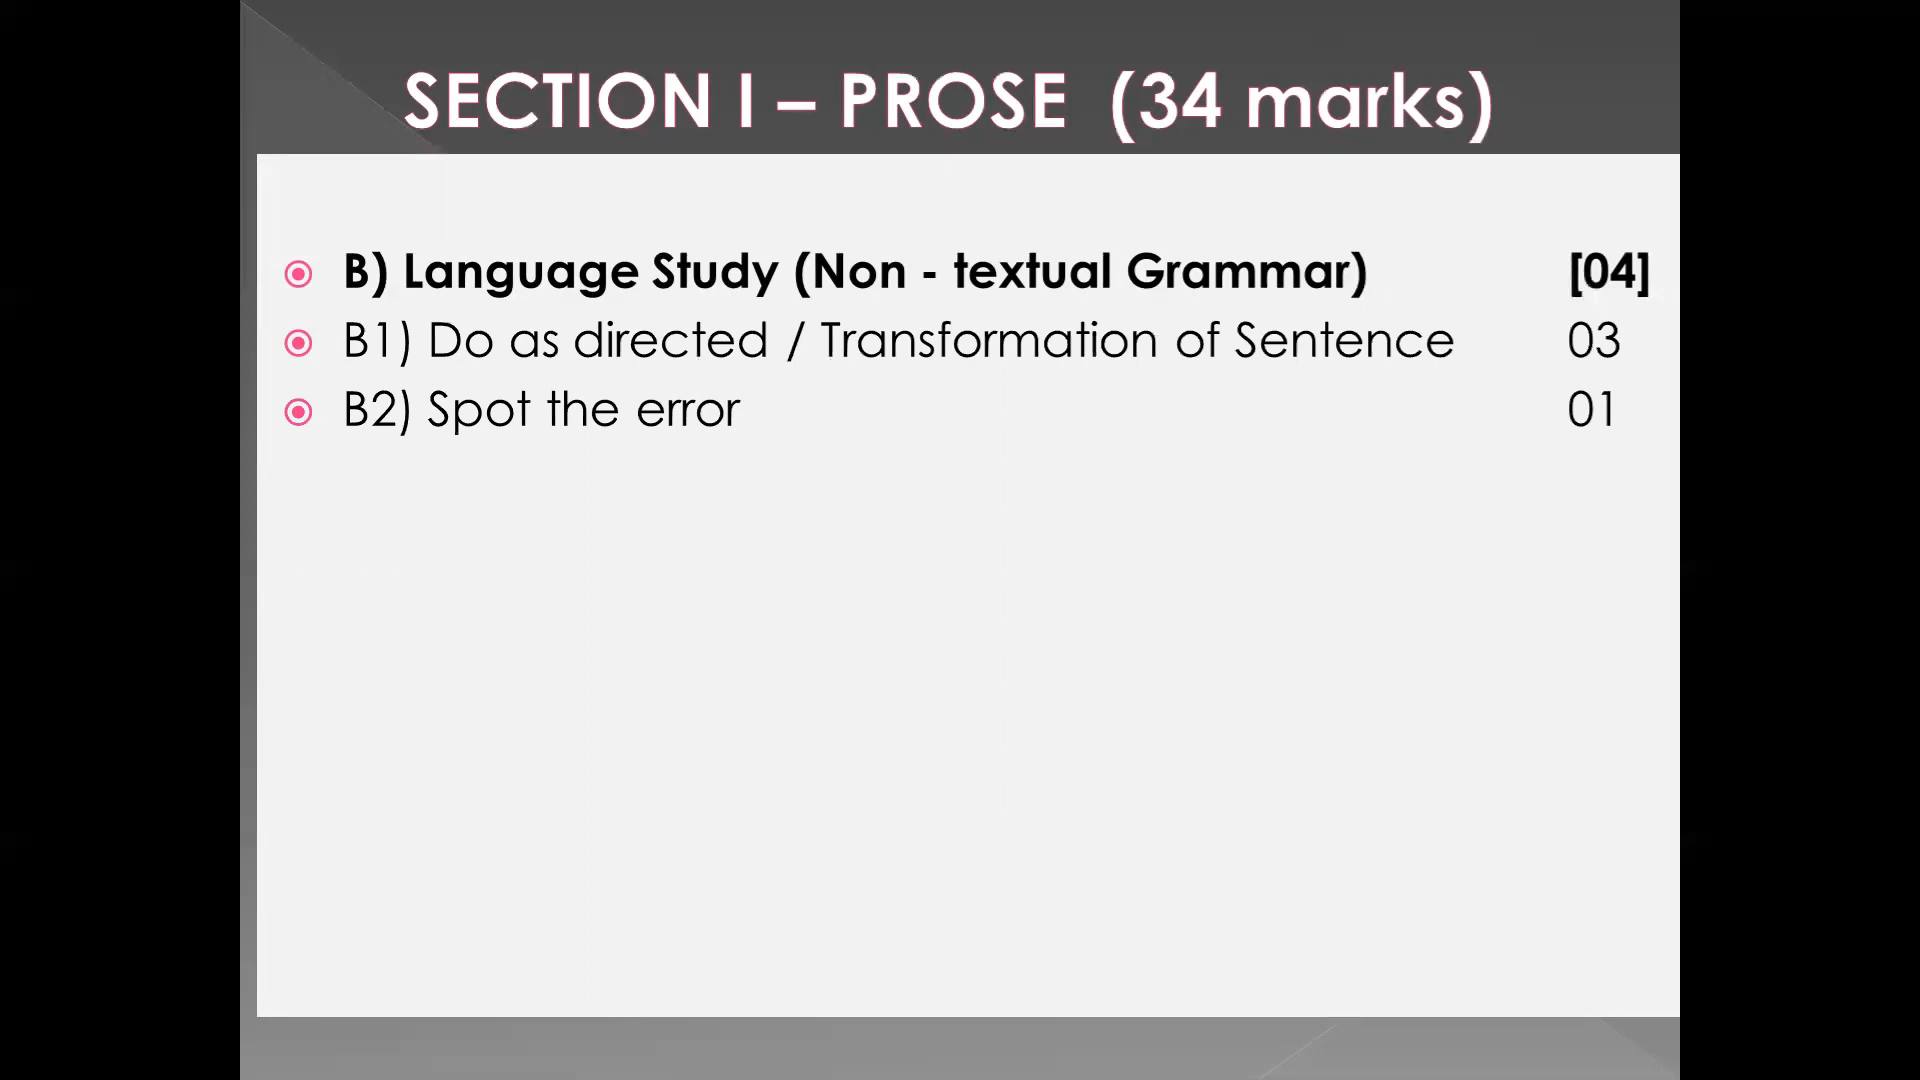 SECTION I – PROSE (34 marks)
B) Language Study (Non - textual Grammar) [04]
B1) Do as directed / Transformation of Sentence 03
B2) Spot the error 01